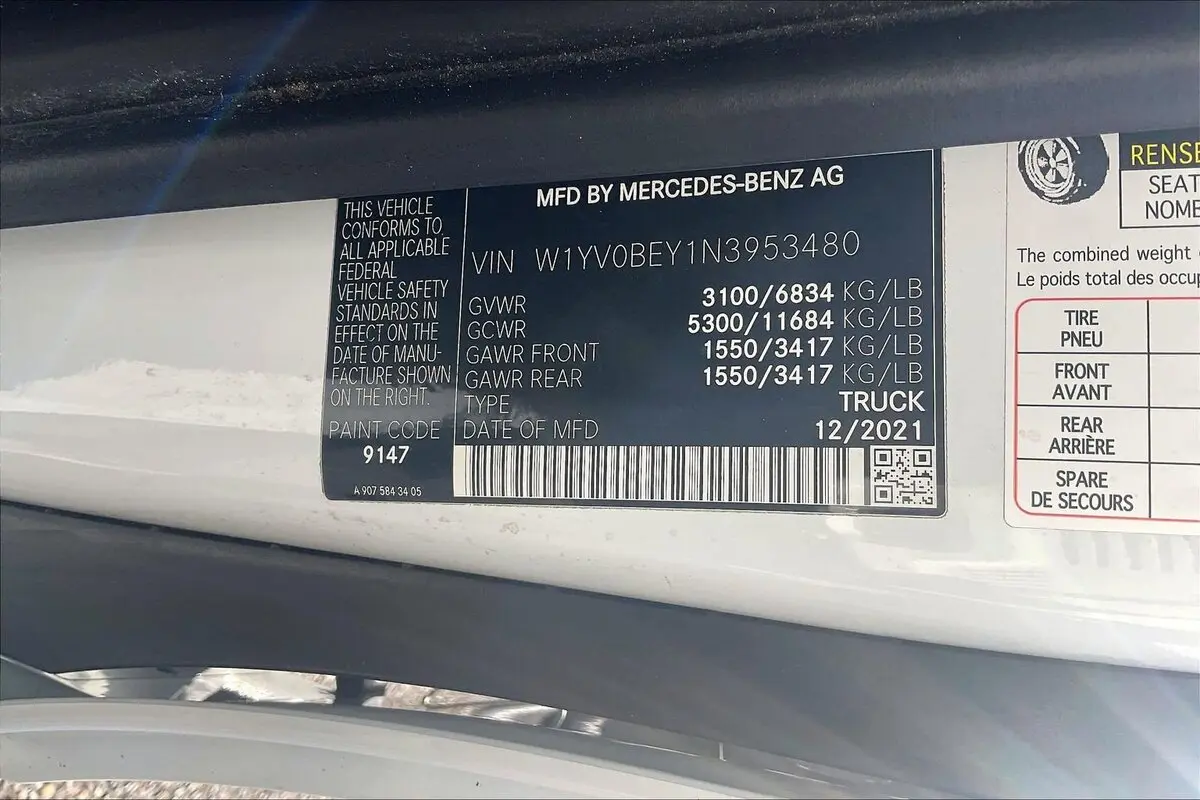 MFD BY MERCEDES-BENZ AG
THIS VEHICLE
CONFORMS TO
ALL APPLICABLE
FEDERAL
VEHICLE SAFETY
STANDARDS IN
EFFECT ON THE
DATE OF MANU-
FACTURE SHOWN
ON THE RIGHT.
PAINT CODE
9147
A 907 584 34 05
VIN W1YV0BEY1N3953480
GVWR 3100/6834 KG/LB
GCWR 5300/11684 KG/LB
GAWR FRONT 1550/3417 KG/LB
GAWR REAR 1550/3417 KG/LB
TYPE TRUCK
DATE OF MFD 12/2021
RENSE
SEAT
NOMB
The combined weight
Le poids total des occup
TIRE
PNEU
FRONT
AVANT
REAR
ARRIÈRE
SPARE
DE SECOURS